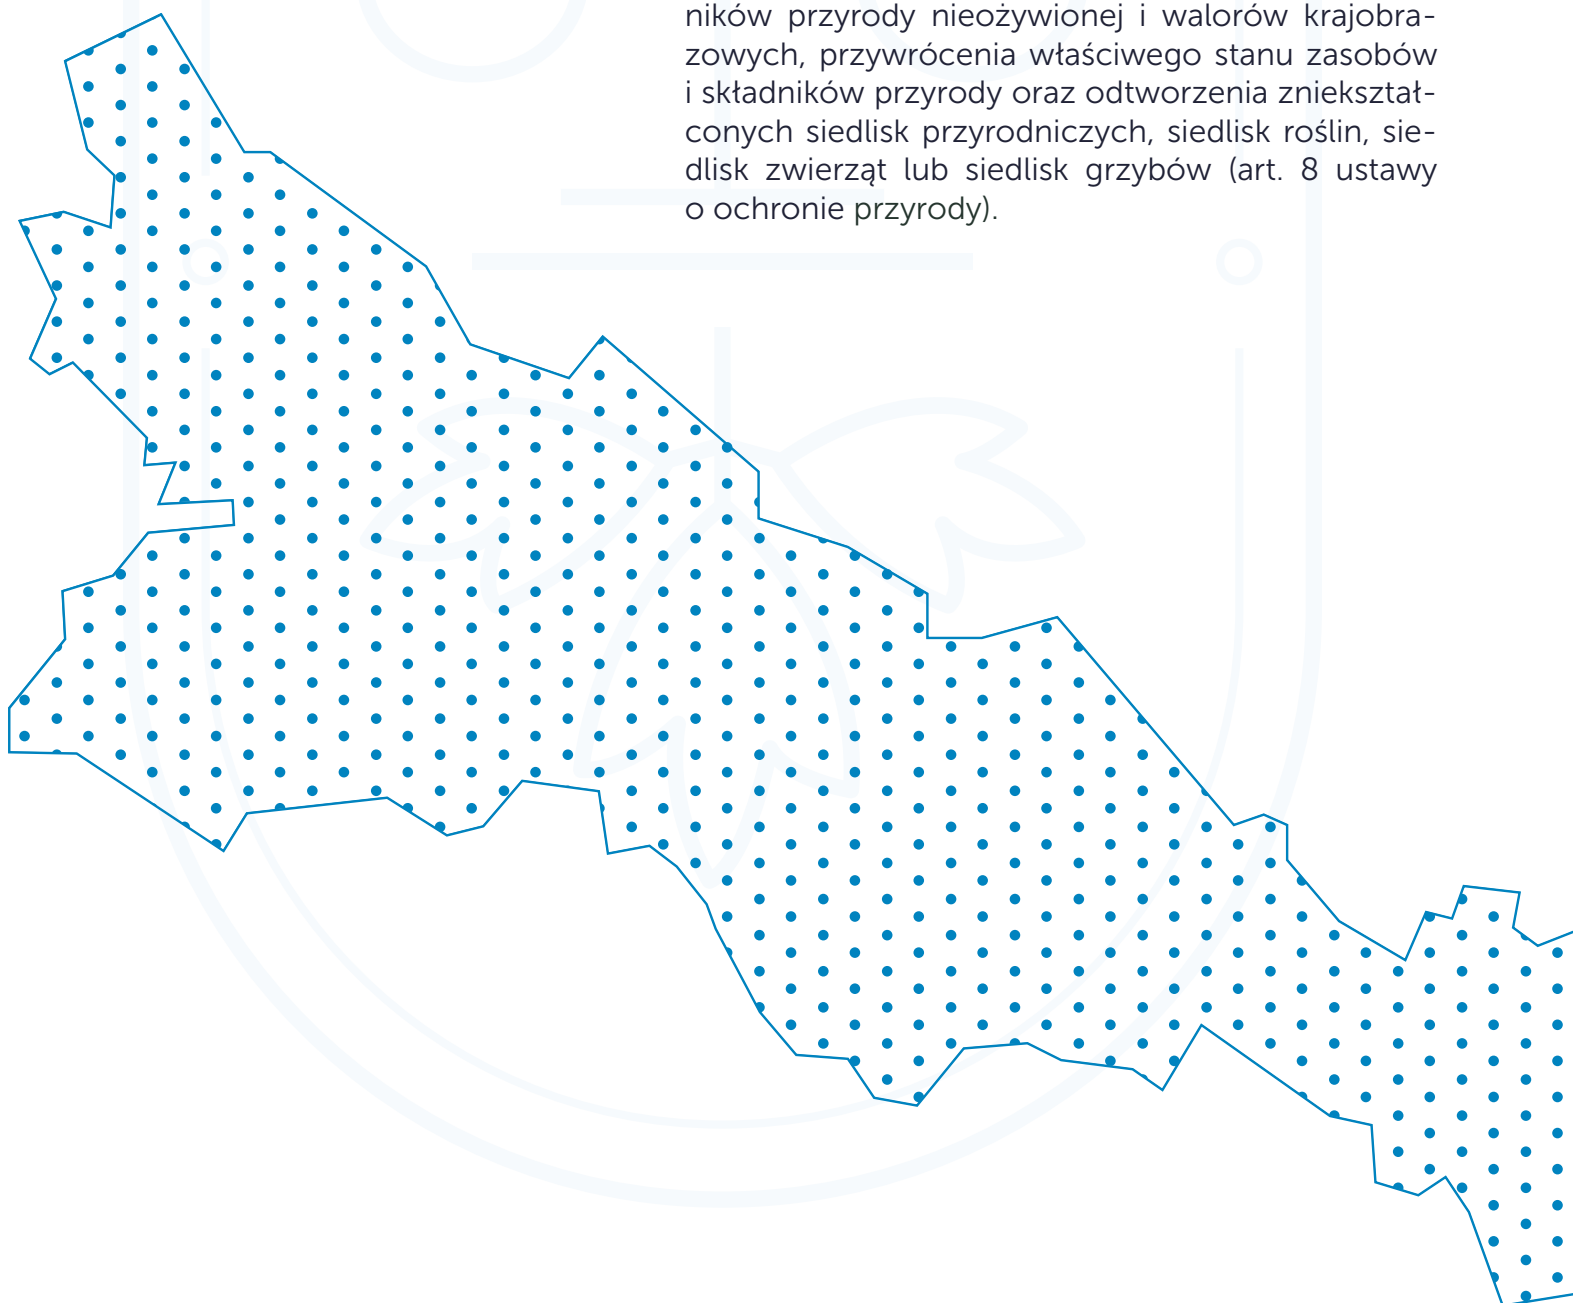 ników przyrody nieożywionej i walorów krajobra-
zowych, przywrócenia właściwego stanu zasobów
i składników przyrody oraz odtworzenia zniekształ-
conych siedlisk przyrodniczych, siedlisk roślin, sie-
dlisk zwierząt lub siedlisk grzybów (art. 8 ustawy
o ochronie przyrody).